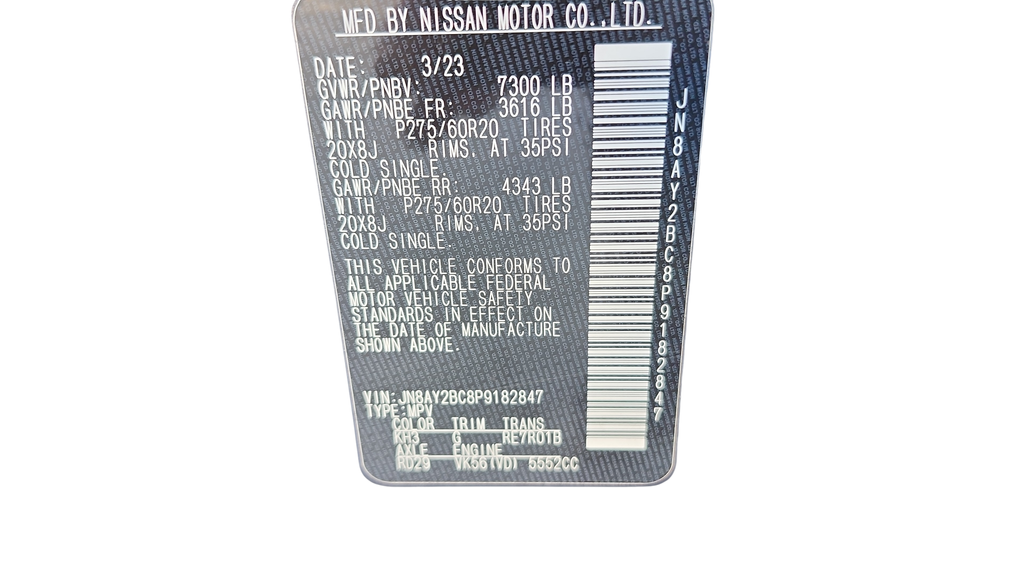 MFD BY NISSAN MOTOR CO.,LTD.
DATE: 3/23
GVWR/PNBV: 7300 LB
GAWR/PNBE FR: 3616 LB
WITH P275/60R20 TIRES
20X8J RIMS, AT 35PSI
COLD SINGLE.
GAWR/PNBE RR: 4343 LB
WITH P275/60R20 TIRES
20X8J RIMS, AT 35PSI
COLD SINGLE.
THIS VEHICLE CONFORMS TO
ALL APPLICABLE FEDERAL
MOTOR VEHICLE SAFETY
STANDARDS IN EFFECT ON
THE DATE OF MANUFACTURE
SHOWN ABOVE.
VIN:JN8AY2BC8P9182847
TYPE:MPV
COLOR TRIM TRANS
KH3 G RE7R01B
AXLE ENGINE
RD29 VK56(VD) 5552CC
JN8AY2BC8P9182847